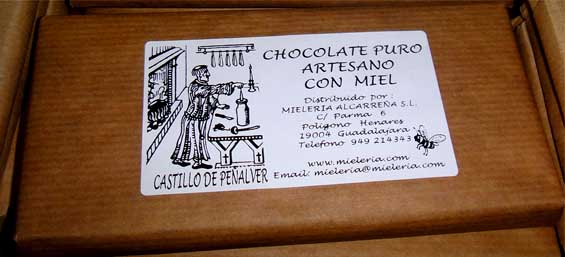 CHOCOLATE PURO
ARTESANO
CON MIEL
Distribuido por:
MIELERIA ALCARREÑA S.L.
C/ Parma 6
Polígono Henares
19004 Guadalajara
Telefono 949 214343
www.mieleria.com
Email: mieleria@mieleria.com
CASTILLO DE PEÑALVER